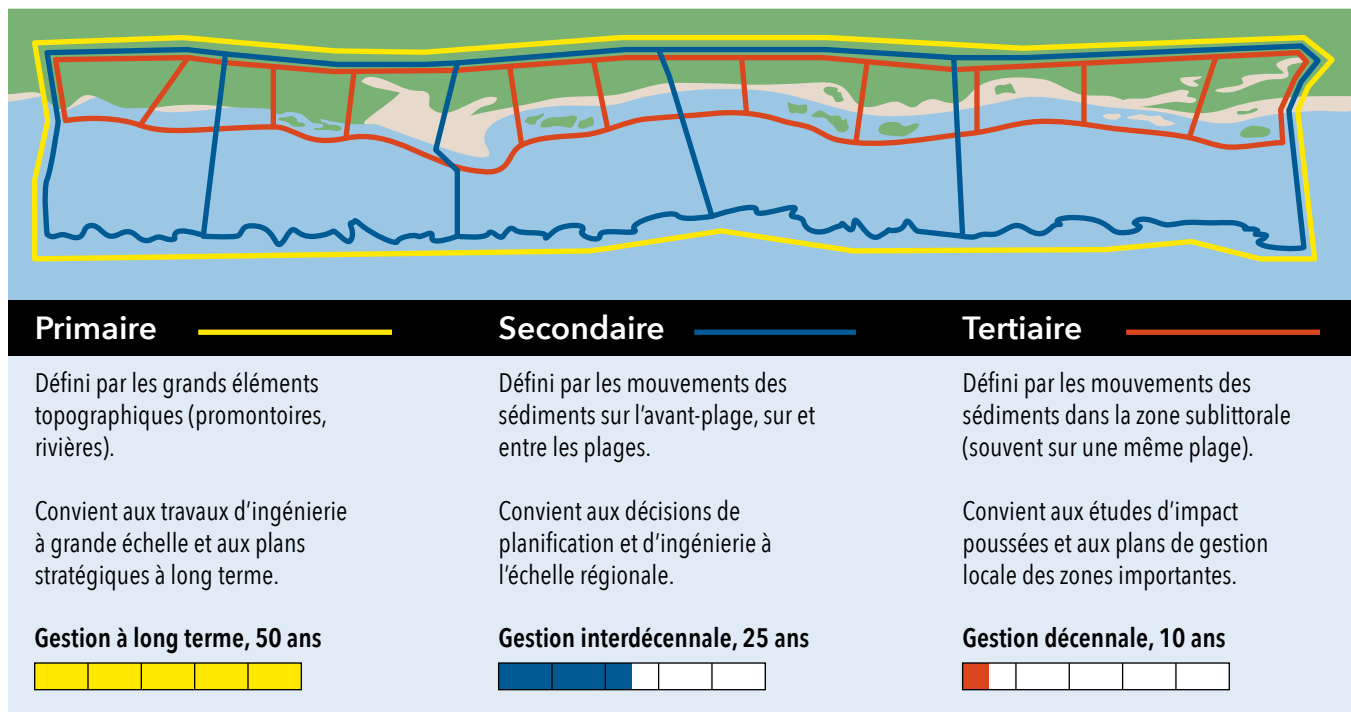 Primaire
Défini par les grands éléments
topographiques (promontoires,
rivières).
Convient aux travaux d’ingénierie
à grande échelle et aux plans
stratégiques à long terme.
Gestion à long terme, 50 ans
Secondaire
Défini par les mouvements des
sédiments sur l’avant-plage, sur et
entre les plages.
Convient aux décisions de
planification et d’ingénierie à
l’échelle régionale.
Gestion interdécennale, 25 ans
Tertiaire
Défini par les mouvements des
sédiments dans la zone sublittorale
(souvent sur une même plage).
Convient aux études d’impact
poussées et aux plans de gestion
locale des zones importantes.
Gestion décennale, 10 ans